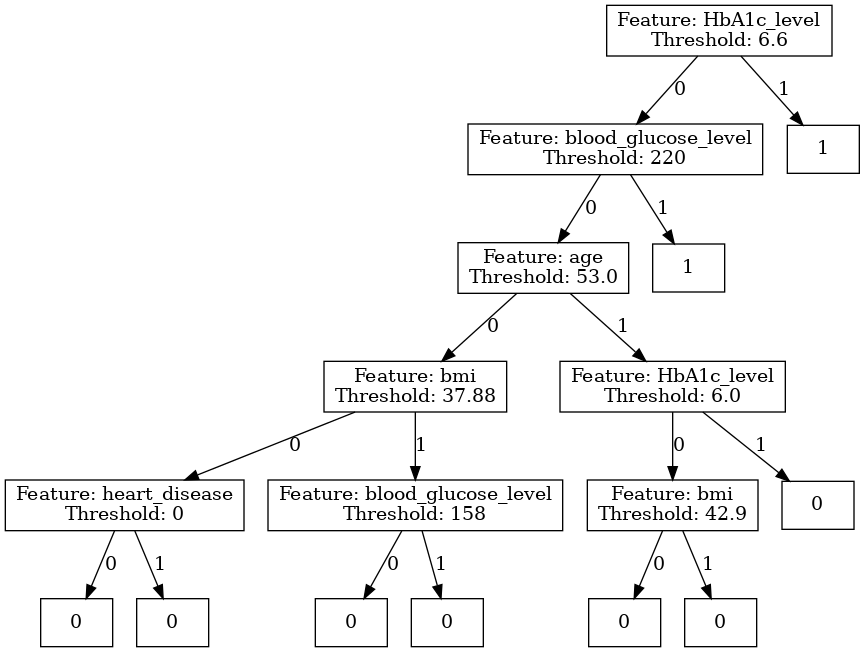 Feature: HbA1c_level
Threshold: 6.6
0
1
Feature: blood_glucose_level
Threshold: 220
1
0
1
Feature: age
Threshold: 53.0
1
0
1
Feature: bmi
Threshold: 37.88
Feature: HbA1c_level
Threshold: 6.0
0
1
0
1
Feature: heart_disease
Threshold: 0
Feature: blood_glucose_level
Threshold: 158
Feature: bmi
Threshold: 42.9
0
0
1
0
1
0
1
0
0
0
0
0
0